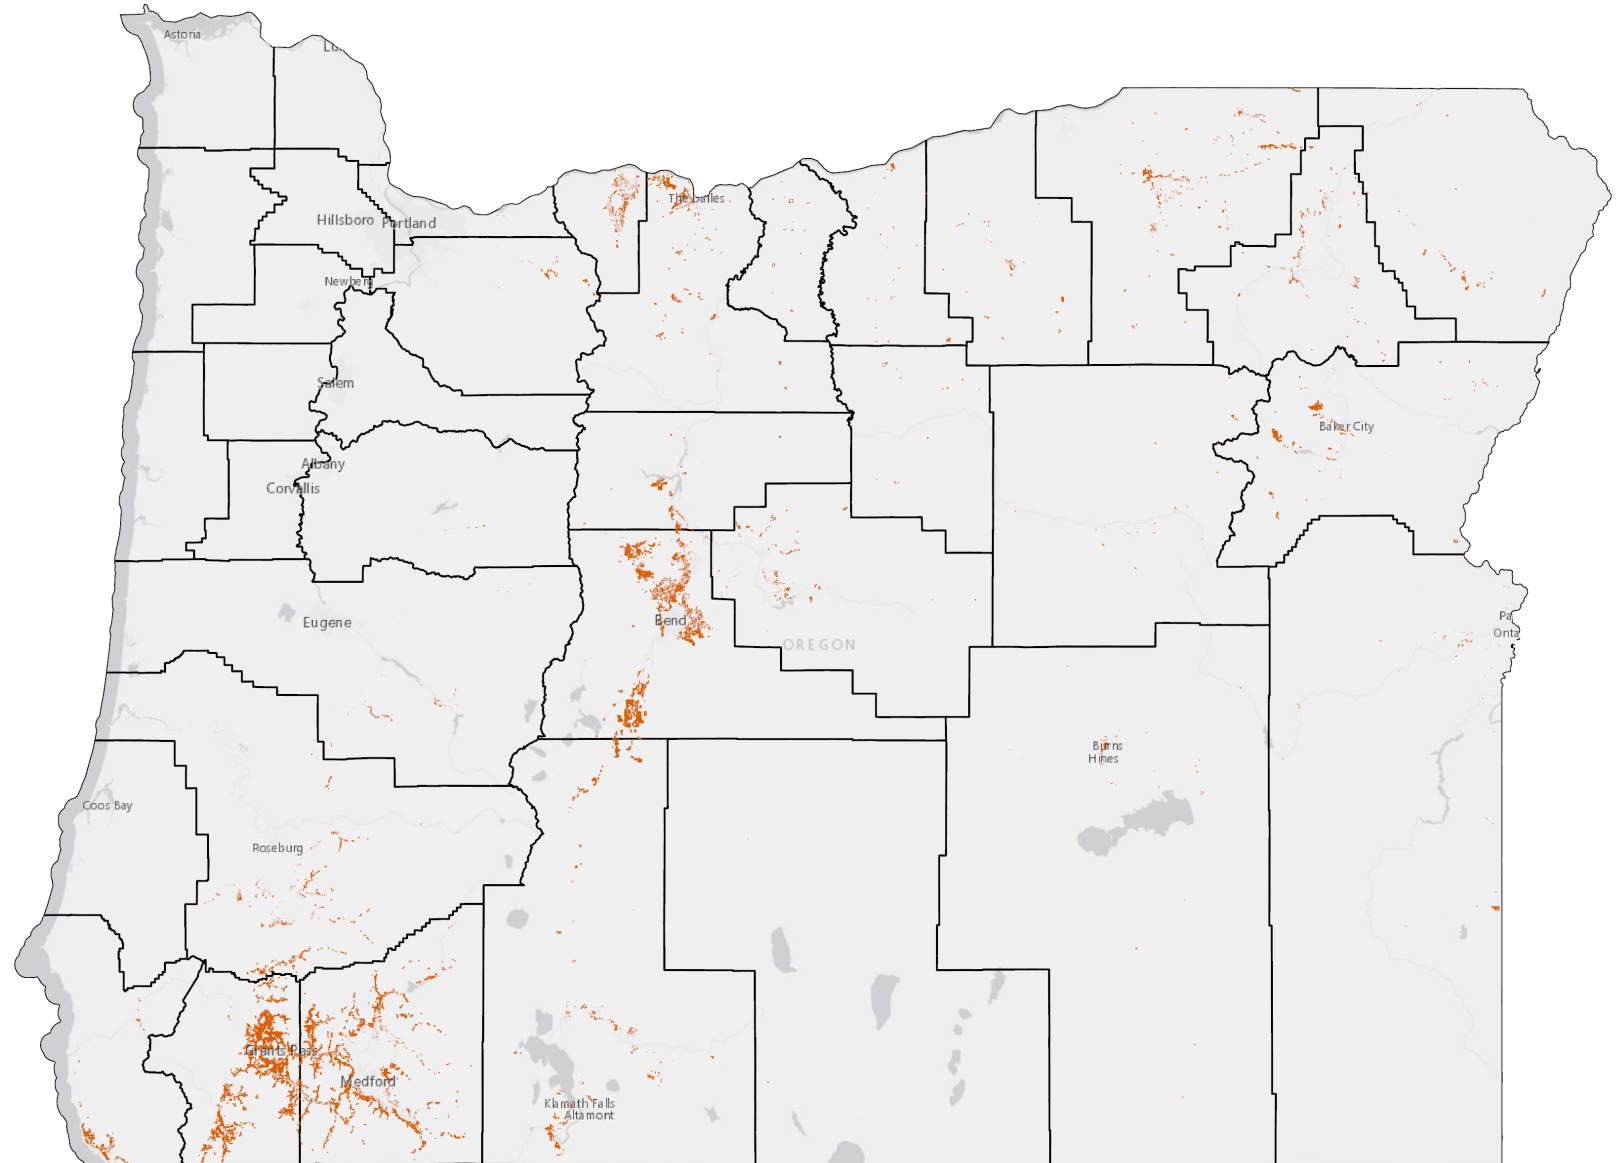 Astoria
The Dalles
Hillsboro
Portland
Newberg
Salem
Baker City
Albany
Corvallis
Bend
Eugene
OREGON
Onta
Burns
Hines
Coos Bay
Roseburg
Grants Pass
Medford
Klamath Falls
Altamont